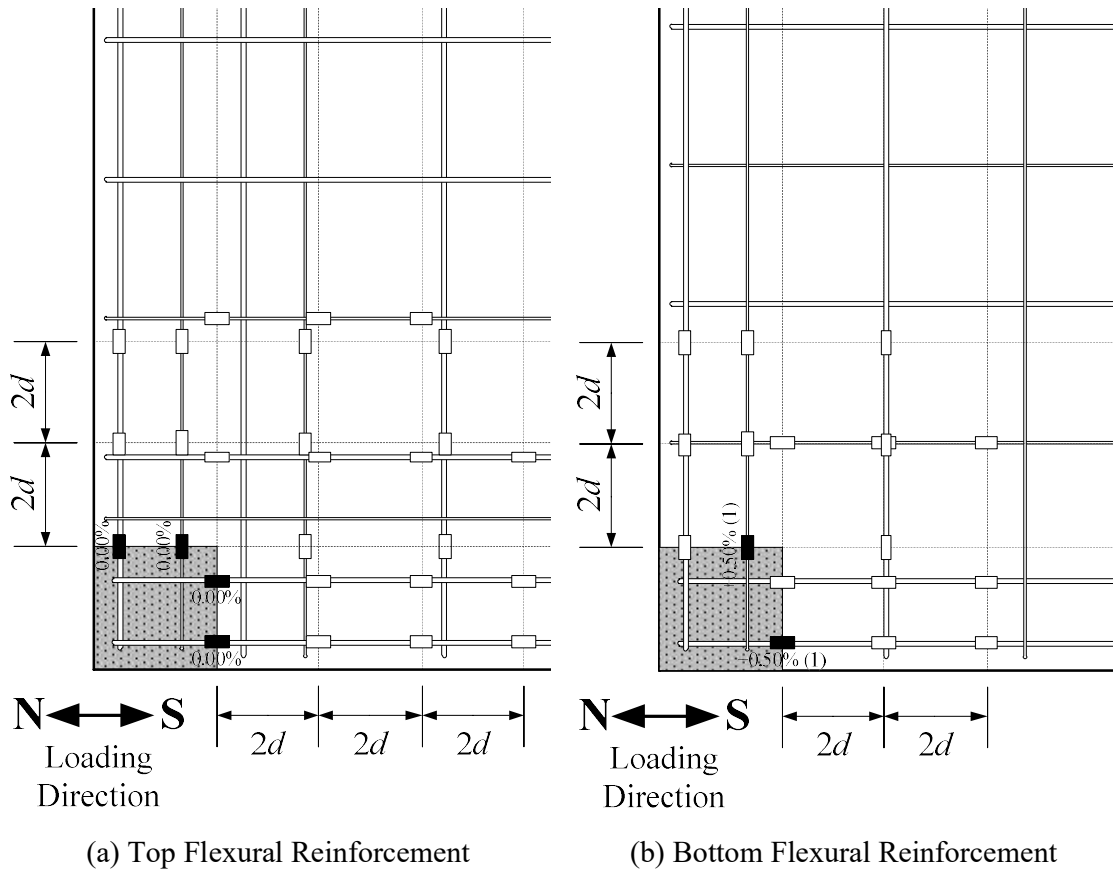 2d
2d
0.00%
0.00%
0.00%
0.00%
N S
Loading
Direction
2d 2d 2d
(a) Top Flexural Reinforcement
2d
2d
0.50% (1)
−0.50% (1)
N S
Loading
Direction
2d 2d
(b) Bottom Flexural Reinforcement